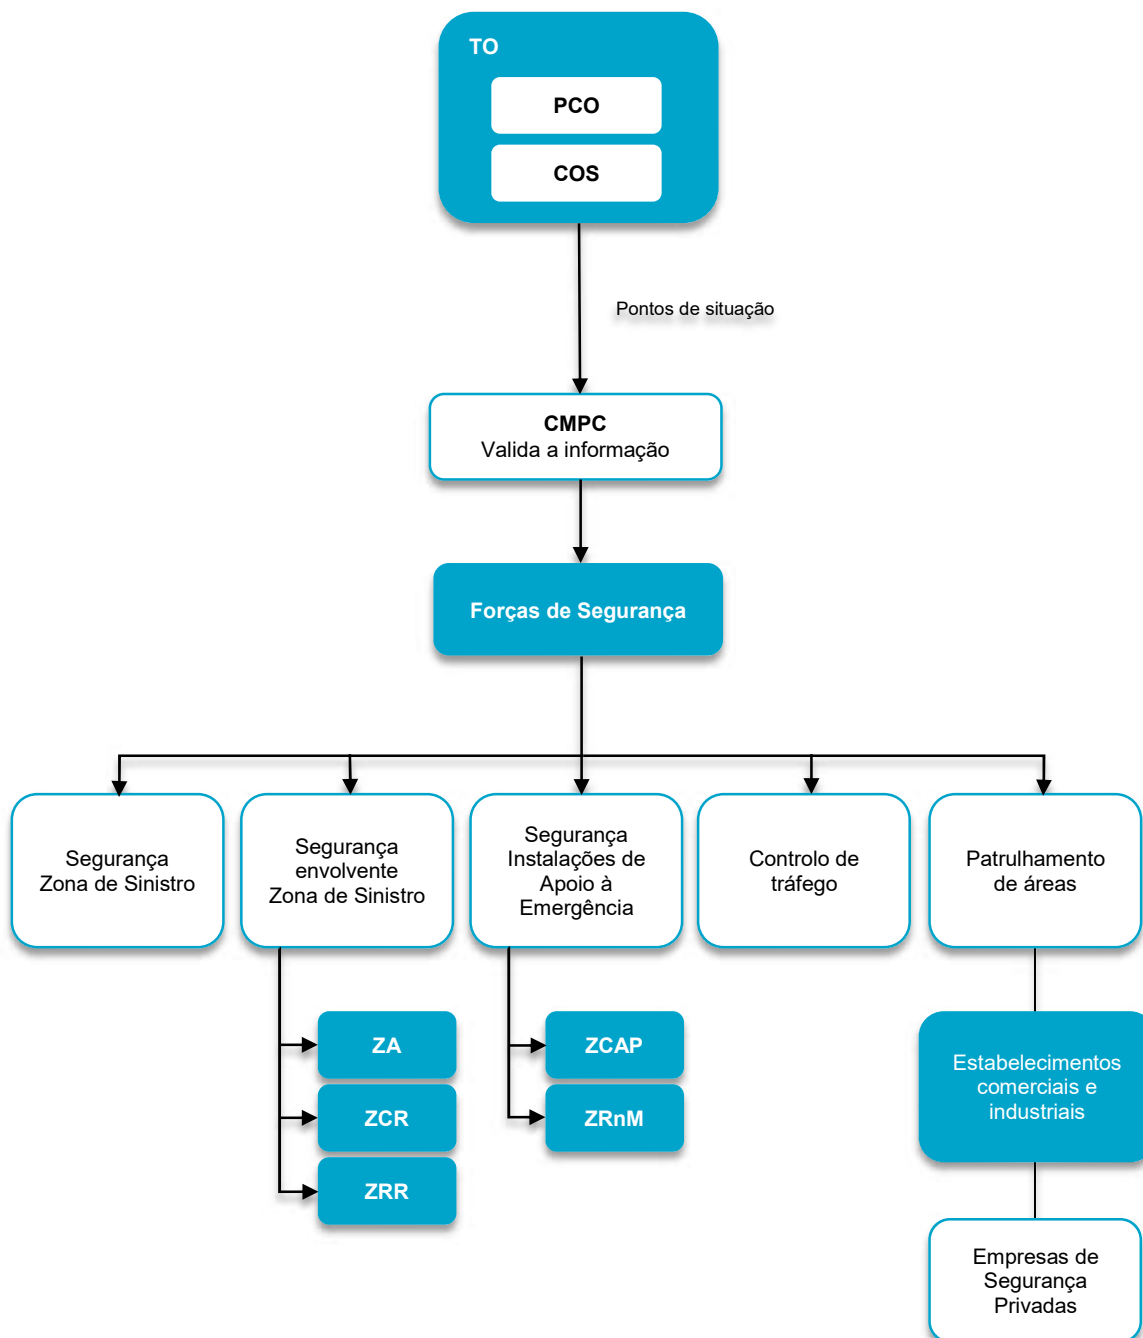 TO
PCO
COS
Pontos de situação
CMPC
Valida a informação
Forças de Segurança
Segurança
Zona de Sinistro
Segurança
envolvente
Zona de Sinistro
Segurança
Instalações de
Apoio à
Emergência
Controlo de
tráfego
Patrulhamento
de áreas
ZA
ZCR
ZRR
ZCAP
ZRnM
Estabelecimentos
comerciais e
industriais
Empresas de
Segurança
Privadas